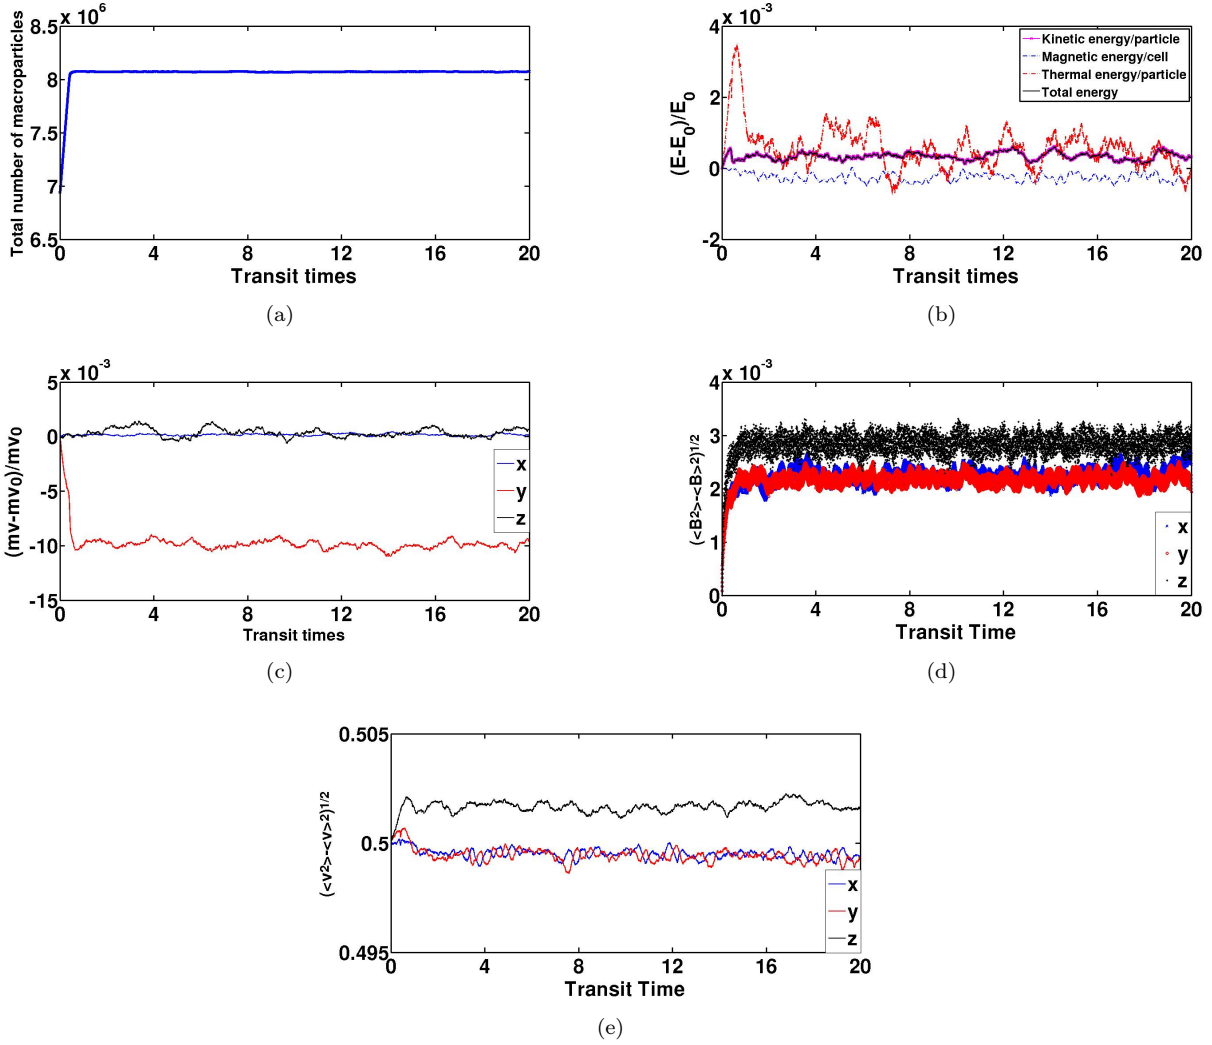 x 10⁶
8.5
8
7.5
7
6.5
Total number of macroparticles
0 4 8 12 16 20
Transit times
(a)
x 10⁻³
4
2
0
-2
(E-E₀)/E₀
Kinetic energy/particle
Magnetic energy/cell
Thermal energy/particle
Total energy
0 4 8 12 16 20
Transit times
(b)
x 10⁻³
5
0
-5
-10
-15
(mv-mv₀)/mv₀
x
y
z
0 4 8 12 16 20
Transit times
(c)
x 10⁻³
4
3
2
1
0
(<B²>-<B>²)¹/²
x
y
z
0 4 8 12 16 20
Transit Time
(d)
0.505
0.5
0.495
(<v²>-<v>²)¹/²
x
y
z
0 4 8 12 16 20
Transit Time
(e)